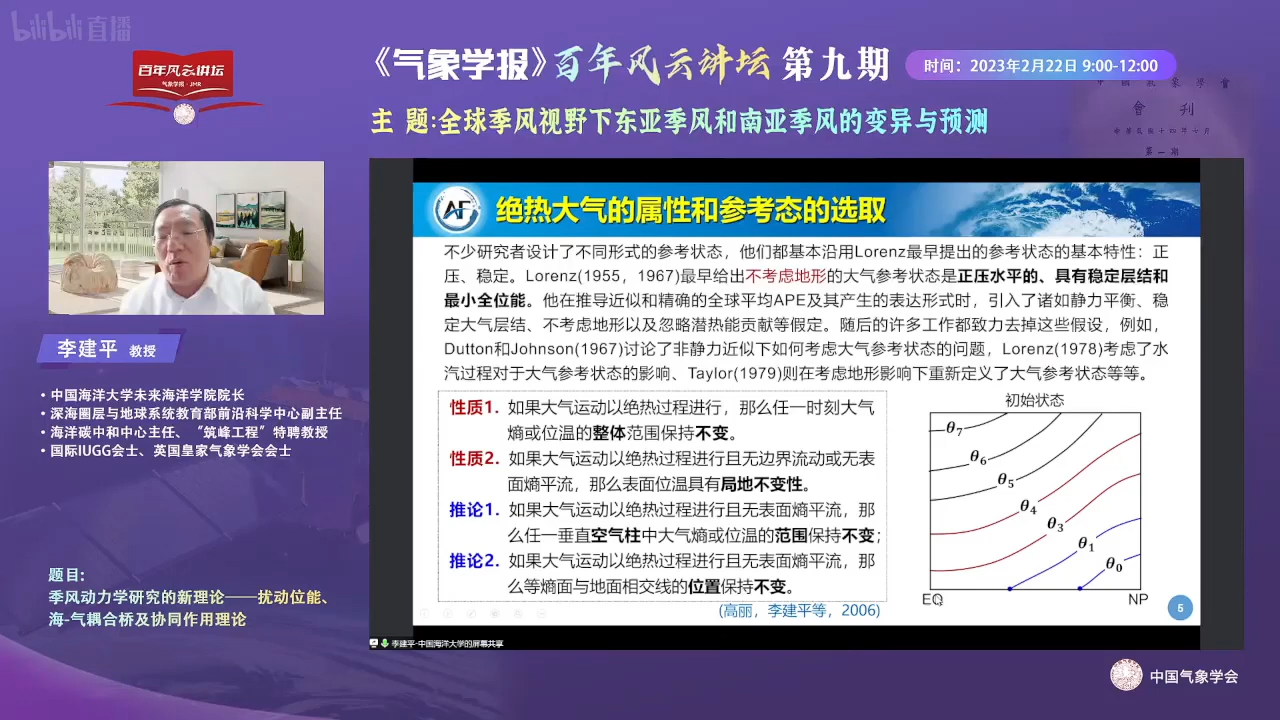 bilibili 直播
百年风云讲坛
气象学报·JMR
《气象学报》百年风云讲坛 第九期
时间：2023年2月22日 9:00-12:00
主 题:全球季风视野下东亚季风和南亚季风的变异与预测
中国气象学会
會 刊
中華民國十四年七月
第一期
李建平 教授
• 中国海洋大学未来海洋学院院长
• 深海圈层与地球系统教育部前沿科学中心副主任
• 海洋碳中和中心主任、“筑峰工程”特聘教授
• 国际IUGG会士、英国皇家气象学会会士
题目:
季风动力学研究的新理论——扰动位能、
海-气耦合桥及协同作用理论
AF
绝热大气的属性和参考态的选取
不少研究者设计了不同形式的参考状态，他们都基本沿用Lorenz最早提出的参考状态的基本特性：正
压、稳定。Lorenz(1955，1967)最早给出不考虑地形的大气参考状态是正压水平的、具有稳定层结和
最小全位能。他在推导近似和精确的全球平均APE及其产生的表达形式时，引入了诸如静力平衡、稳
定大气层结、不考虑地形以及忽略潜热能贡献等假定。随后的许多工作都致力去掉这些假设，例如，
Dutton和Johnson(1967)讨论了非静力近似下如何考虑大气参考状态的问题，Lorenz(1978)考虑了水
汽过程对于大气参考状态的影响、Taylor(1979)则在考虑地形影响下重新定义了大气参考状态等等。
性质1. 如果大气运动以绝热过程进行，那么任一时刻大气
熵或位温的整体范围保持不变。
性质2. 如果大气运动以绝热过程进行且无边界流动或无表
面熵平流，那么表面位温具有局地不变性。
推论1. 如果大气运动以绝热过程进行且无表面熵平流，那
么任一垂直空气柱中大气熵或位温的范围保持不变；
推论2. 如果大气运动以绝热过程进行且无表面熵平流，那
么等熵面与地面相交线的位置保持不变。
(高丽，李建平等，2006)
初始状态
θ7
θ6
θ5
θ4
θ3
θ1
θ0
EQ
NP
5
李建平-中国海洋大学的屏幕共享
中国气象学会